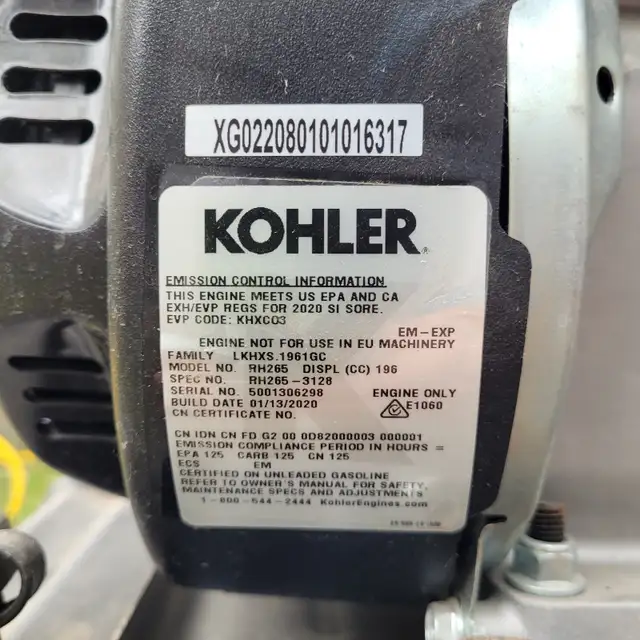 XG022080101016317
KOHLER®
EMISSION CONTROL INFORMATION
THIS ENGINE MEETS US EPA AND CA
EXH/EVP REGS FOR 2020 SI SORE.
EVP CODE: KHXCO3
EM-EXP
ENGINE NOT FOR USE IN EU MACHINERY
FAMILY LKHXS.1961GC
MODEL NO. RH265 DISPL (CC) 196
SPEC NO. RH265-3128
SERIAL NO. 5001306298 ENGINE ONLY
BUILD DATE 01/13/2020 E1060
CN CERTIFICATE NO.
CN IDN CN FD G2 00 0D82000003 000001
EMISSION COMPLIANCE PERIOD IN HOURS =
EPA 125 CARB 125 CN 125
ECS EM
CERTIFIED ON UNLEADED GASOLINE
REFER TO OWNER'S MANUAL FOR SAFETY,
MAINTENANCE SPECS AND ADJUSTMENTS
1-800-544-2444 KohlerEngines.com